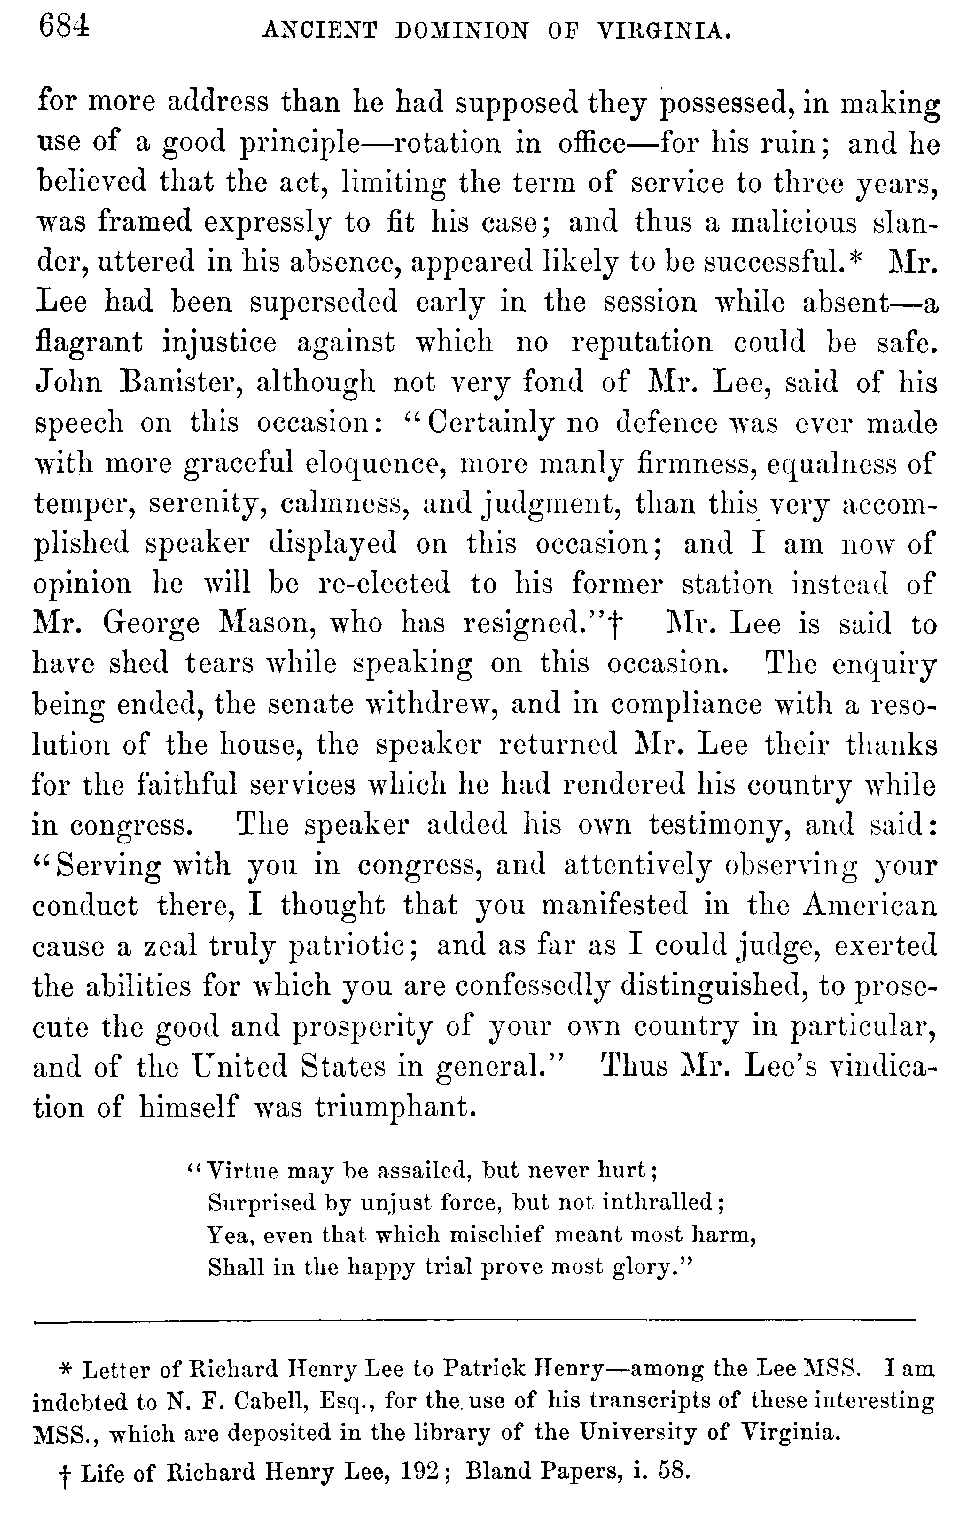 684 ANCIENT DOMINION OF VIRGINIA.
for more address than he had supposed they possessed, in making
use of a good principle—rotation in office—for his ruin; and he
believed that the act, limiting the term of service to three years,
was framed expressly to fit his case; and thus a malicious slan-
der, uttered in his absence, appeared likely to be successful.* Mr.
Lee had been superseded early in the session while absent—a
flagrant injustice against which no reputation could be safe.
John Banister, although not very fond of Mr. Lee, said of his
speech on this occasion: "Certainly no defence was ever made
with more graceful eloquence, more manly firmness, equalness of
temper, serenity, calmness, and judgment, than this very accom-
plished speaker displayed on this occasion; and I am now of
opinion he will be re-elected to his former station instead of
Mr. George Mason, who has resigned."† Mr. Lee is said to
have shed tears while speaking on this occasion. The enquiry
being ended, the senate withdrew, and in compliance with a reso-
lution of the house, the speaker returned Mr. Lee their thanks
for the faithful services which he had rendered his country while
in congress. The speaker added his own testimony, and said:
"Serving with you in congress, and attentively observing your
conduct there, I thought that you manifested in the American
cause a zeal truly patriotic; and as far as I could judge, exerted
the abilities for which you are confessedly distinguished, to prose-
cute the good and prosperity of your own country in particular,
and of the United States in general." Thus Mr. Lee's vindica-
tion of himself was triumphant.
"Virtue may be assailed, but never hurt;
Surprised by unjust force, but not inthralled;
Yea, even that which mischief meant most harm,
Shall in the happy trial prove most glory."
* Letter of Richard Henry Lee to Patrick Henry—among the Lee MSS. I am
indebted to N. F. Cabell, Esq., for the use of his transcripts of these interesting
MSS., which are deposited in the library of the University of Virginia.
† Life of Richard Henry Lee, 192; Bland Papers, i. 58.